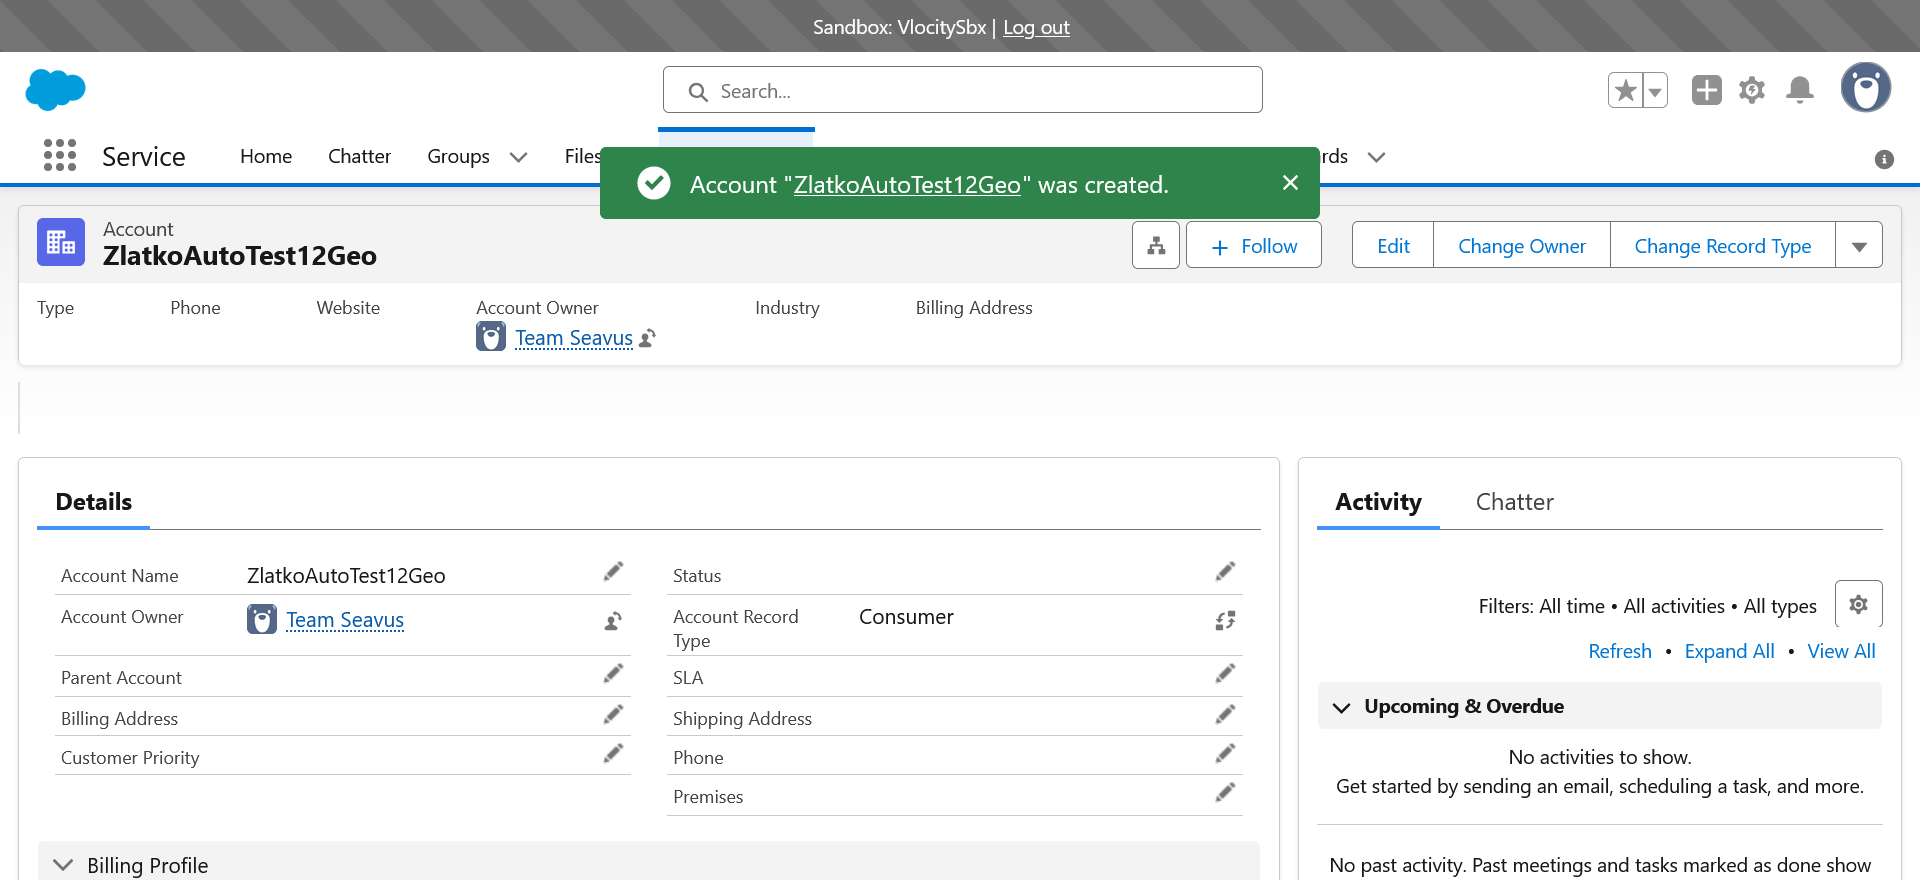 Sandbox: VlocitySbx | Log out
Search...
Service Home Chatter Groups Files rds
Account "ZlatkoAutoTest12Geo" was created.
Account
ZlatkoAutoTest12Geo
Follow Edit Change Owner Change Record Type
Type Phone Website Account Owner Industry Billing Address
Team Seavus
Details
Account Name ZlatkoAutoTest12Geo
Status
Account Owner Team Seavus
Account Record
Type
Consumer
Parent Account
SLA
Billing Address
Shipping Address
Customer Priority
Phone
Premises
Billing Profile
Activity Chatter
Filters: All time • All activities • All types
Refresh • Expand All • View All
Upcoming & Overdue
No activities to show.
Get started by sending an email, scheduling a task, and more.
No past activity. Past meetings and tasks marked as done show